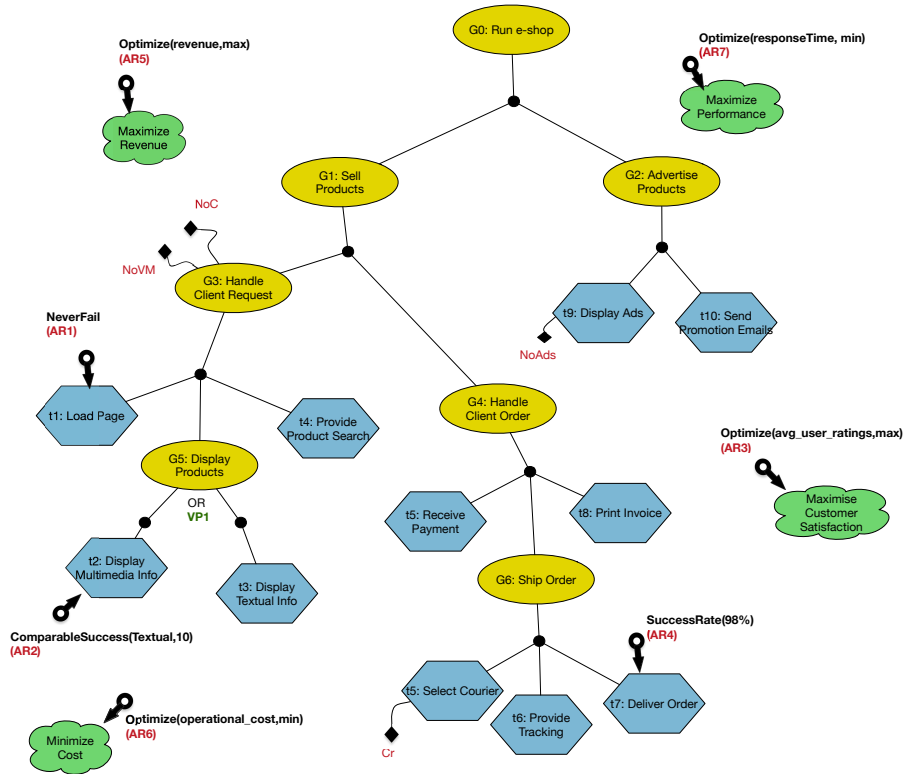 G0: Run e-shop
Optimize(revenue,max)
(AR5)
Maximize
Revenue
Optimize(responseTime, min)
(AR7)
Maximize
Performance
G1: Sell
Products
G2: Advertise
Products
NoC
NoVM
G3: Handle
Client Request
t9: Display Ads
t10: Send
Promotion Emails
NoAds
NeverFail
(AR1)
t1: Load Page
t4: Provide
Product Search
G4: Handle
Client Order
G5: Display
Products
OR
VP1
Optimize(avg_user_ratings,max)
(AR3)
Maximise
Customer
Satisfaction
t5: Receive
Payment
t8: Print Invoice
t2: Display
Multimedia Info
t3: Display
Textual Info
G6: Ship Order
ComparableSuccess(Textual,10)
(AR2)
SuccessRate(98%)
(AR4)
t5: Select Courier
t6: Provide
Tracking
t7: Deliver Order
Cr
Optimize(operational_cost,min)
(AR6)
Minimize
Cost